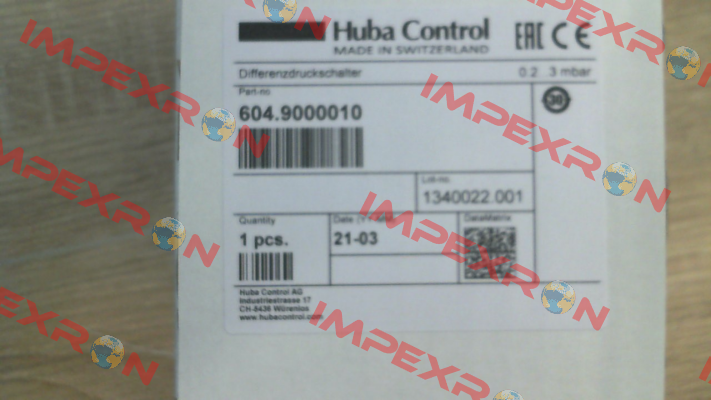 Huba Control
MADE IN SWITZERLAND
EAC CE
Differenzdruckschalter 0.2...3 mbar
Part-no
604.9000010
Lot-no.
1340022.001
Quantity
1 pcs.
Date
21-03
DataMatrix
Huba Control AG
Industriestrasse 17
CH-5436 Würenlos
www.hubacontrol.com
IMPEXRON
IMPEXRON
IMPEXRON
IMPEXRON
IMPEXRON
IMPEXRON
IMPEXRON